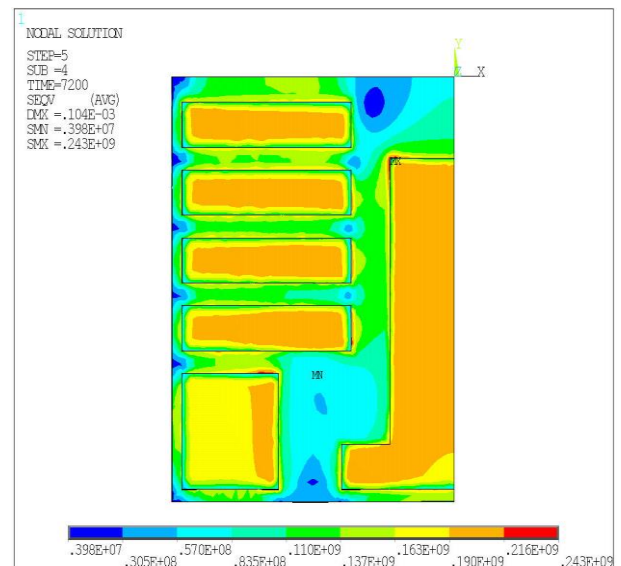 1
NODAL SOLUTION
STEP=5
SUB =4
TIME=7200
SEQV (AVG)
DMX =.104E-03
SMN =.398E+07
SMX =.243E+09
Y
Z X
MX
MN
.398E+07 .570E+08 .110E+09 .163E+09 .216E+09
.305E+08 .835E+08 .137E+09 .190E+09 .243E+09